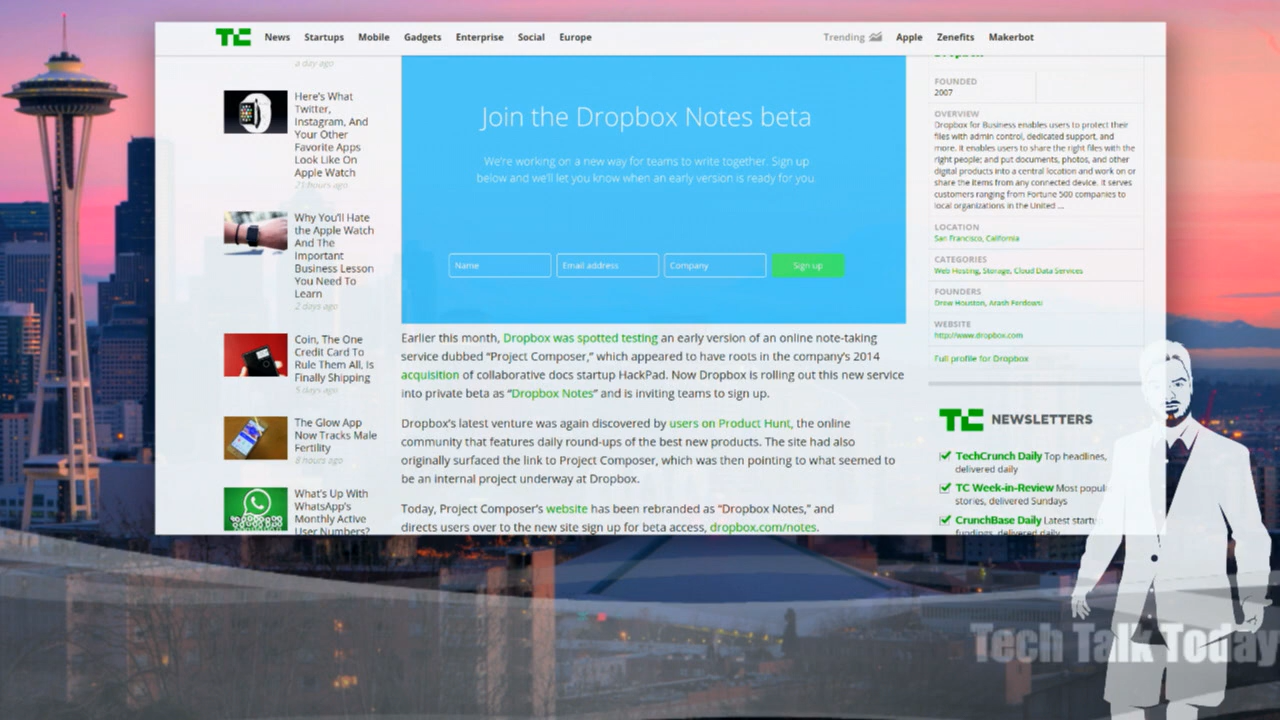 TC News Startups Mobile Gadgets Enterprise Social Europe Trending Apple Zenefits Makerbot
a day ago
Here's What
Twitter,
Instagram, And
Your Other
Favorite Apps
Look Like On
Apple Watch
21 hours ago
Why You'll Hate
the Apple Watch
And The
Important
Business Lesson
You Need To
Learn
2 days ago
Coin, The One
Credit Card To
Rule Them All, Is
Finally Shipping
5 days ago
The Glow App
Now Tracks Male
Fertility
8 hours ago
What's Up With
WhatsApp's
Monthly Active
User Numbers?
Join the Dropbox Notes beta
We're working on a new way for teams to write together. Sign up
below and we'll let you know when an early version is ready for you.
Name Email address Company Sign up
Earlier this month, Dropbox was spotted testing an early version of an online note-taking
service dubbed "Project Composer," which appeared to have roots in the company's 2014
acquisition of collaborative docs startup HackPad. Now Dropbox is rolling out this new service
into private beta as "Dropbox Notes" and is inviting teams to sign up.
Dropbox's latest venture was again discovered by users on Product Hunt, the online
community that features daily round-ups of the best new products. The site had also
originally surfaced the link to Project Composer, which was then pointing to what seemed to
be an internal project underway at Dropbox.
Today, Project Composer's website has been rebranded as "Dropbox Notes," and
directs users over to the new site sign up for beta access, dropbox.com/notes.
FOUNDED
2007
OVERVIEW
Dropbox for Business enables users to protect their
files with admin control, dedicated support, and
more. It enables users to share the right files with the
right people; and put documents, photos, and other
digital products into a central location and work on or
share the items from any connected device. It serves
customers ranging from Fortune 500 companies to
local organizations in the United ...
LOCATION
San Francisco, California
CATEGORIES
Web Hosting, Storage, Cloud Data Services
FOUNDERS
Drew Houston, Arash Ferdowsi
WEBSITE
http://www.dropbox.com
Full profile for Dropbox
TC NEWSLETTERS
TechCrunch Daily Top headlines,
delivered daily
TC Week-in-Review Most popul
stories, delivered Sundays
CrunchBase Daily Latest startu
fundings, delivered daily
Tech Talk Today